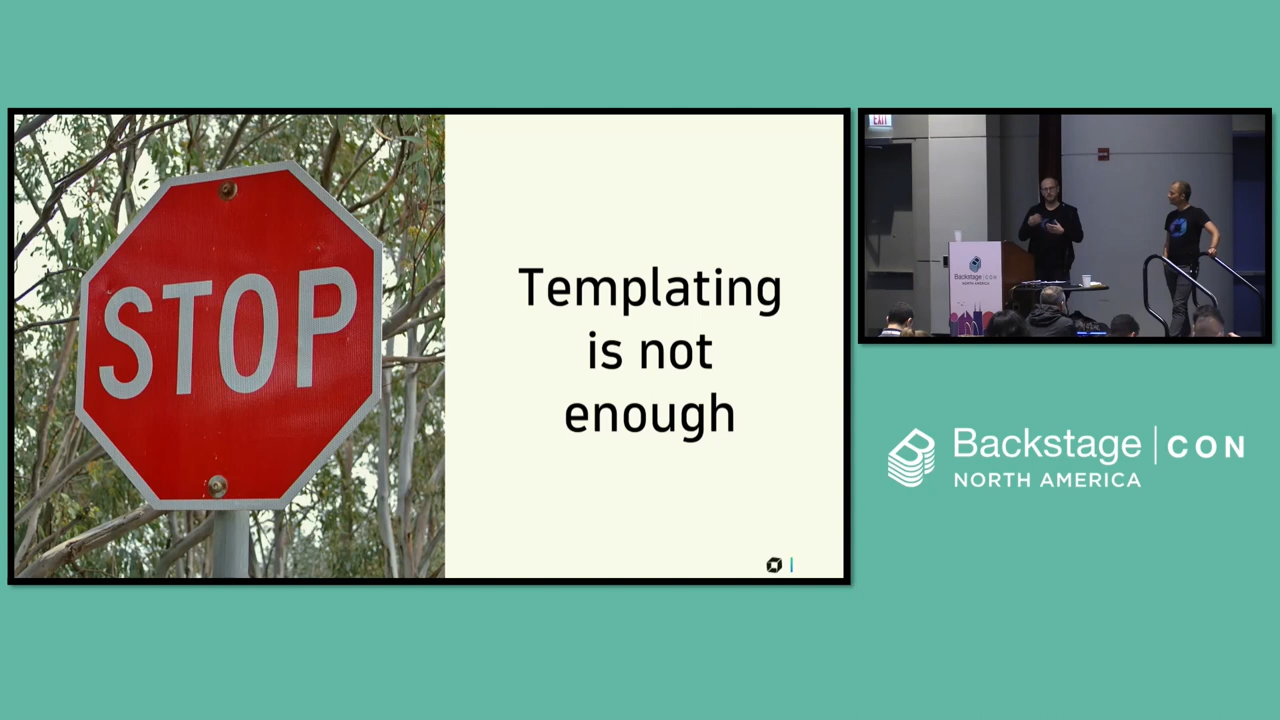 STOP
Templating
is not
enough
EXIT
Backstage CON
NORTH AMERICA
Backstage | CON
NORTH AMERICA